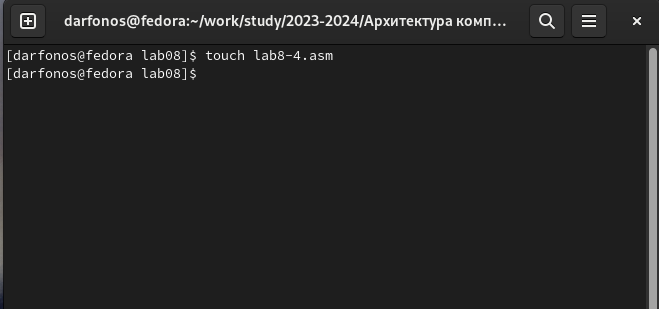 darfonos@fedora:~/work/study/2023-2024/Архитектура комп...
[darfonos@fedora lab08]$ touch lab8-4.asm
[darfonos@fedora lab08]$